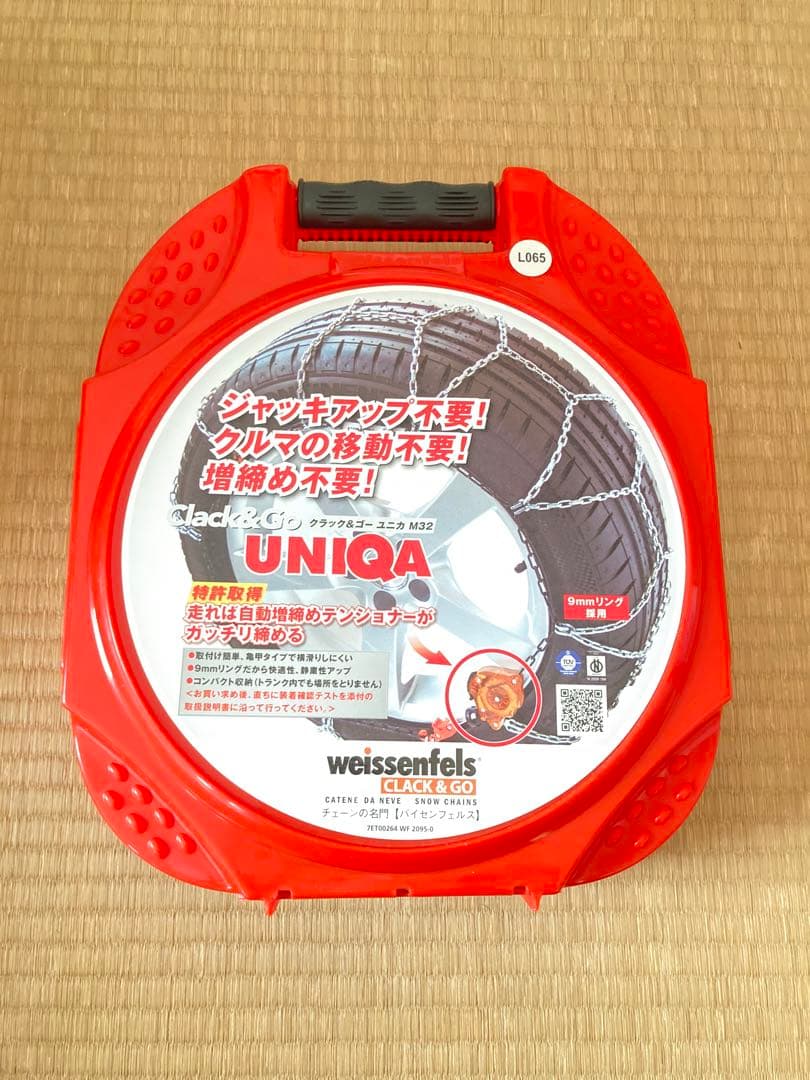 L065
ジャッキアップ不要!
クルマの移動不要!
増締め不要!
Clack&Go クラック&ゴー ユニカ M32
UNIQA
特許取得
走れば自動増締めテンショナーが
ガッチリ締める
9mmリング
採用
●取付け簡単、亀甲タイプで横滑りしにくい
●9mmリングだから快適性、静粛性アップ
●コンパクト収納(トランク内でも場所をとりません)
<お買い求め後、直ちに装着確認テストを添付の
取扱説明書に沿って行ってください。>
TÜV
weissenfels®
CLACK & GO
CATENE DA NEVE SNOW CHAINS
チェーンの名門【バイセンフェルス】
7ET00264 WF 2095-0